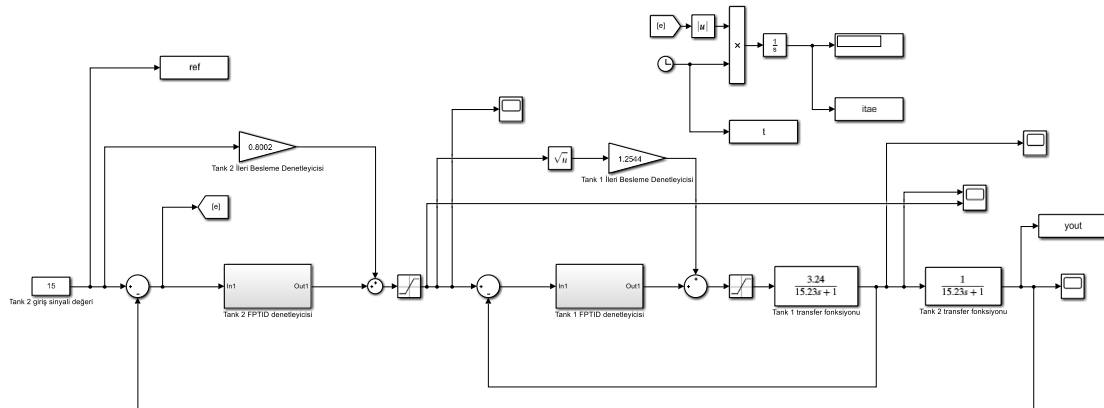 [e]
|u|
×
1
s
ref
itae
t
0.8002
Tank 2 İleri Besleme Denetleyicisi
√u
1.2544
Tank 1 İleri Besleme Denetleyicisi
[e]
yout
15
Tank 2 giriş sinyali değeri
+
−
In1 Out1
Tank 2 FPTID denetleyicisi
+
+
+
−
In1 Out1
Tank 1 FPTID denetleyicisi
+
+
3.24
15.23s + 1
Tank 1 transfer fonksiyonu
1
15.23s + 1
Tank 2 transfer fonksiyonu